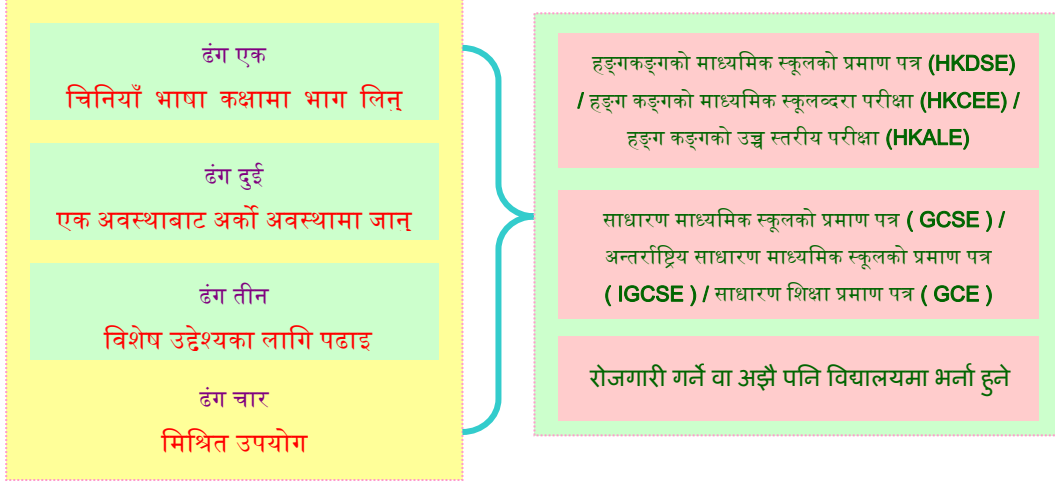 ढंग एक
चिनियाँ भाषा कक्षामा भाग लिन्
ढंग दुई
एक अवस्थाबाट अर्को अवस्थामा जान्
ढंग तीन
विशेष उद्देश्यका लागि पढाइ
ढंग चार
मिश्रित उपयोग
हङ्गकङ्गको माध्यमिक स्कूलको प्रमाण पत्र (HKDSE)
/ हङ्ग कङ्गको माध्यमिक स्कूलव्दरा परीक्षा (HKCEE) /
हङ्ग कङ्गको उच्च स्तरीय परीक्षा (HKALE)
साधारण माध्यमिक स्कूलको प्रमाण पत्र ( GCSE ) /
अन्तर्राष्ट्रिय साधारण माध्यमिक स्कूलको प्रमाण पत्र
( IGCSE ) / साधारण शिक्षा प्रमाण पत्र ( GCE )
रोजगारी गर्ने वा अझै पनि विद्यालयमा भर्ना हुने